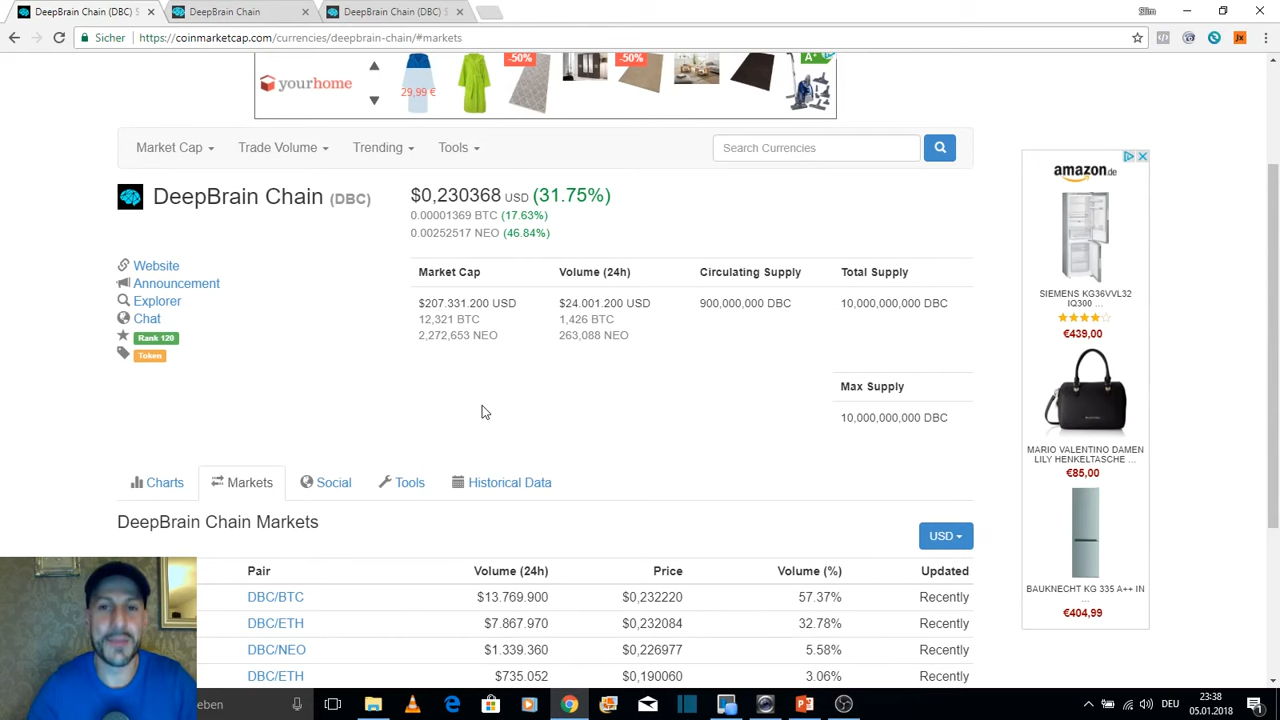 DeepBrain Chain (DBC) S
DeepBrain Chain
DeepBrain Chain (DBC) S
Slim
Sicher
https://coinmarketcap.com/currencies/deepbrain-chain/#markets
yourhome
29,99 €
-50%
-50%
A+
Market Cap
Trade Volume
Trending
Tools
Search Currencies
DeepBrain Chain (DBC)
$0,230368 USD (31.75%)
0.00001369 BTC (17.63%)
0.00252517 NEO (46.84%)
Website
Announcement
Explorer
Chat
Rank 120
Token
Market Cap Volume (24h) Circulating Supply Total Supply
$207.331.200 USD $24.001.200 USD 900,000,000 DBC 10,000,000,000 DBC
12,321 BTC 1,426 BTC
2,272,653 NEO 263,088 NEO
Max Supply
10,000,000,000 DBC
Charts Markets Social Tools Historical Data
DeepBrain Chain Markets
USD
Pair Volume (24h) Price Volume (%) Updated
DBC/BTC $13.769.900 $0,232220 57.37% Recently
DBC/ETH $7.867.970 $0,232084 32.78% Recently
DBC/NEO $1.339.360 $0,226977 5.58% Recently
DBC/ETH $735.052 $0,190060 3.06% Recently
amazon.de
SIEMENS KG36VVL32
IQ300 ...
€439,00
MARIO VALENTINO DAMEN
LILY HENKELTASCHE ...
€85,00
BAUKNECHT KG 335 A++ IN
...
€404,99
eben
DEU
23:38
05.01.2018